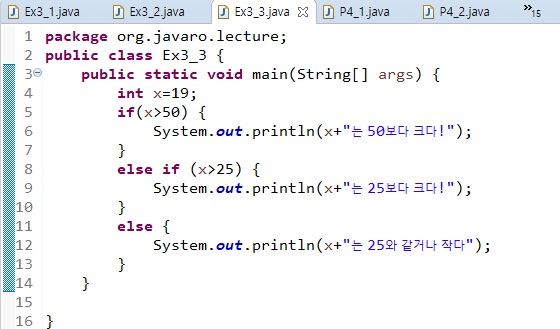 Ex3_1.java Ex3_2.java Ex3_3.java P4_1.java P4_2.java »15
1 package org.javaro.lecture;
2 public class Ex3_3 {
3 public static void main(String[] args) {
4 int x=19;
5 if(x>50) {
6 System.out.println(x+"는 50보다 크다!");
7 }
8 else if (x>25) {
9 System.out.println(x+"는 25보다 크다!");
10 }
11 else {
12 System.out.println(x+"는 25와 같거나 작다");
13 }
14 }
15
16 }